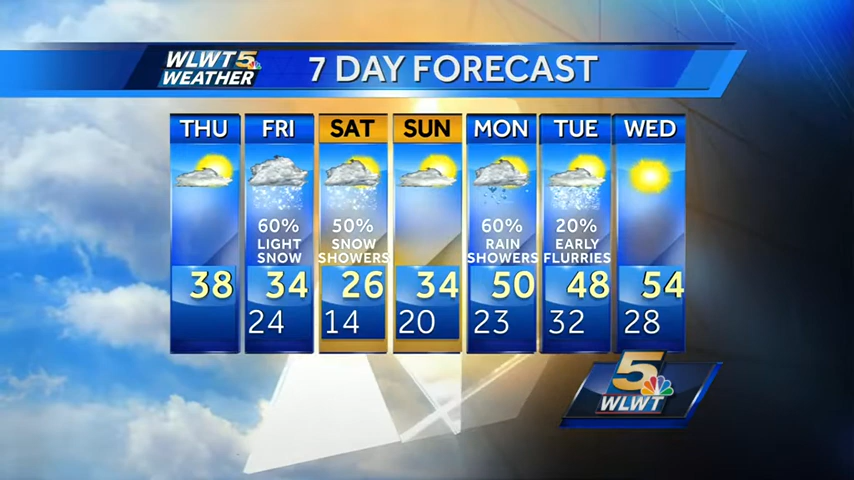 WLWT 5
WEATHER
7 DAY FORECAST
THU FRI SAT SUN MON TUE WED
60% 50% 60% 20%
LIGHT SNOW RAIN EARLY
SNOW SHOWERS SHOWERS FLURRIES
38 34 26 34 50 48 54
24 14 20 23 32 28
5
WLWT